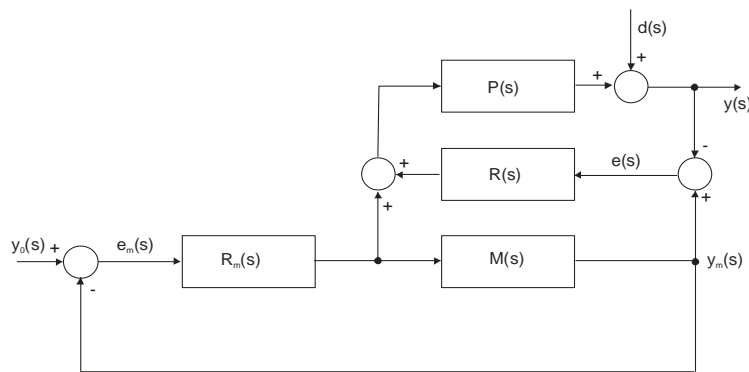 d(s)
+
P(s)
+
y(s)
-
e(s)
R(s)
+
+
+
y₀(s) +
eₘ(s)
Rₘ(s)
M(s)
yₘ(s)
-